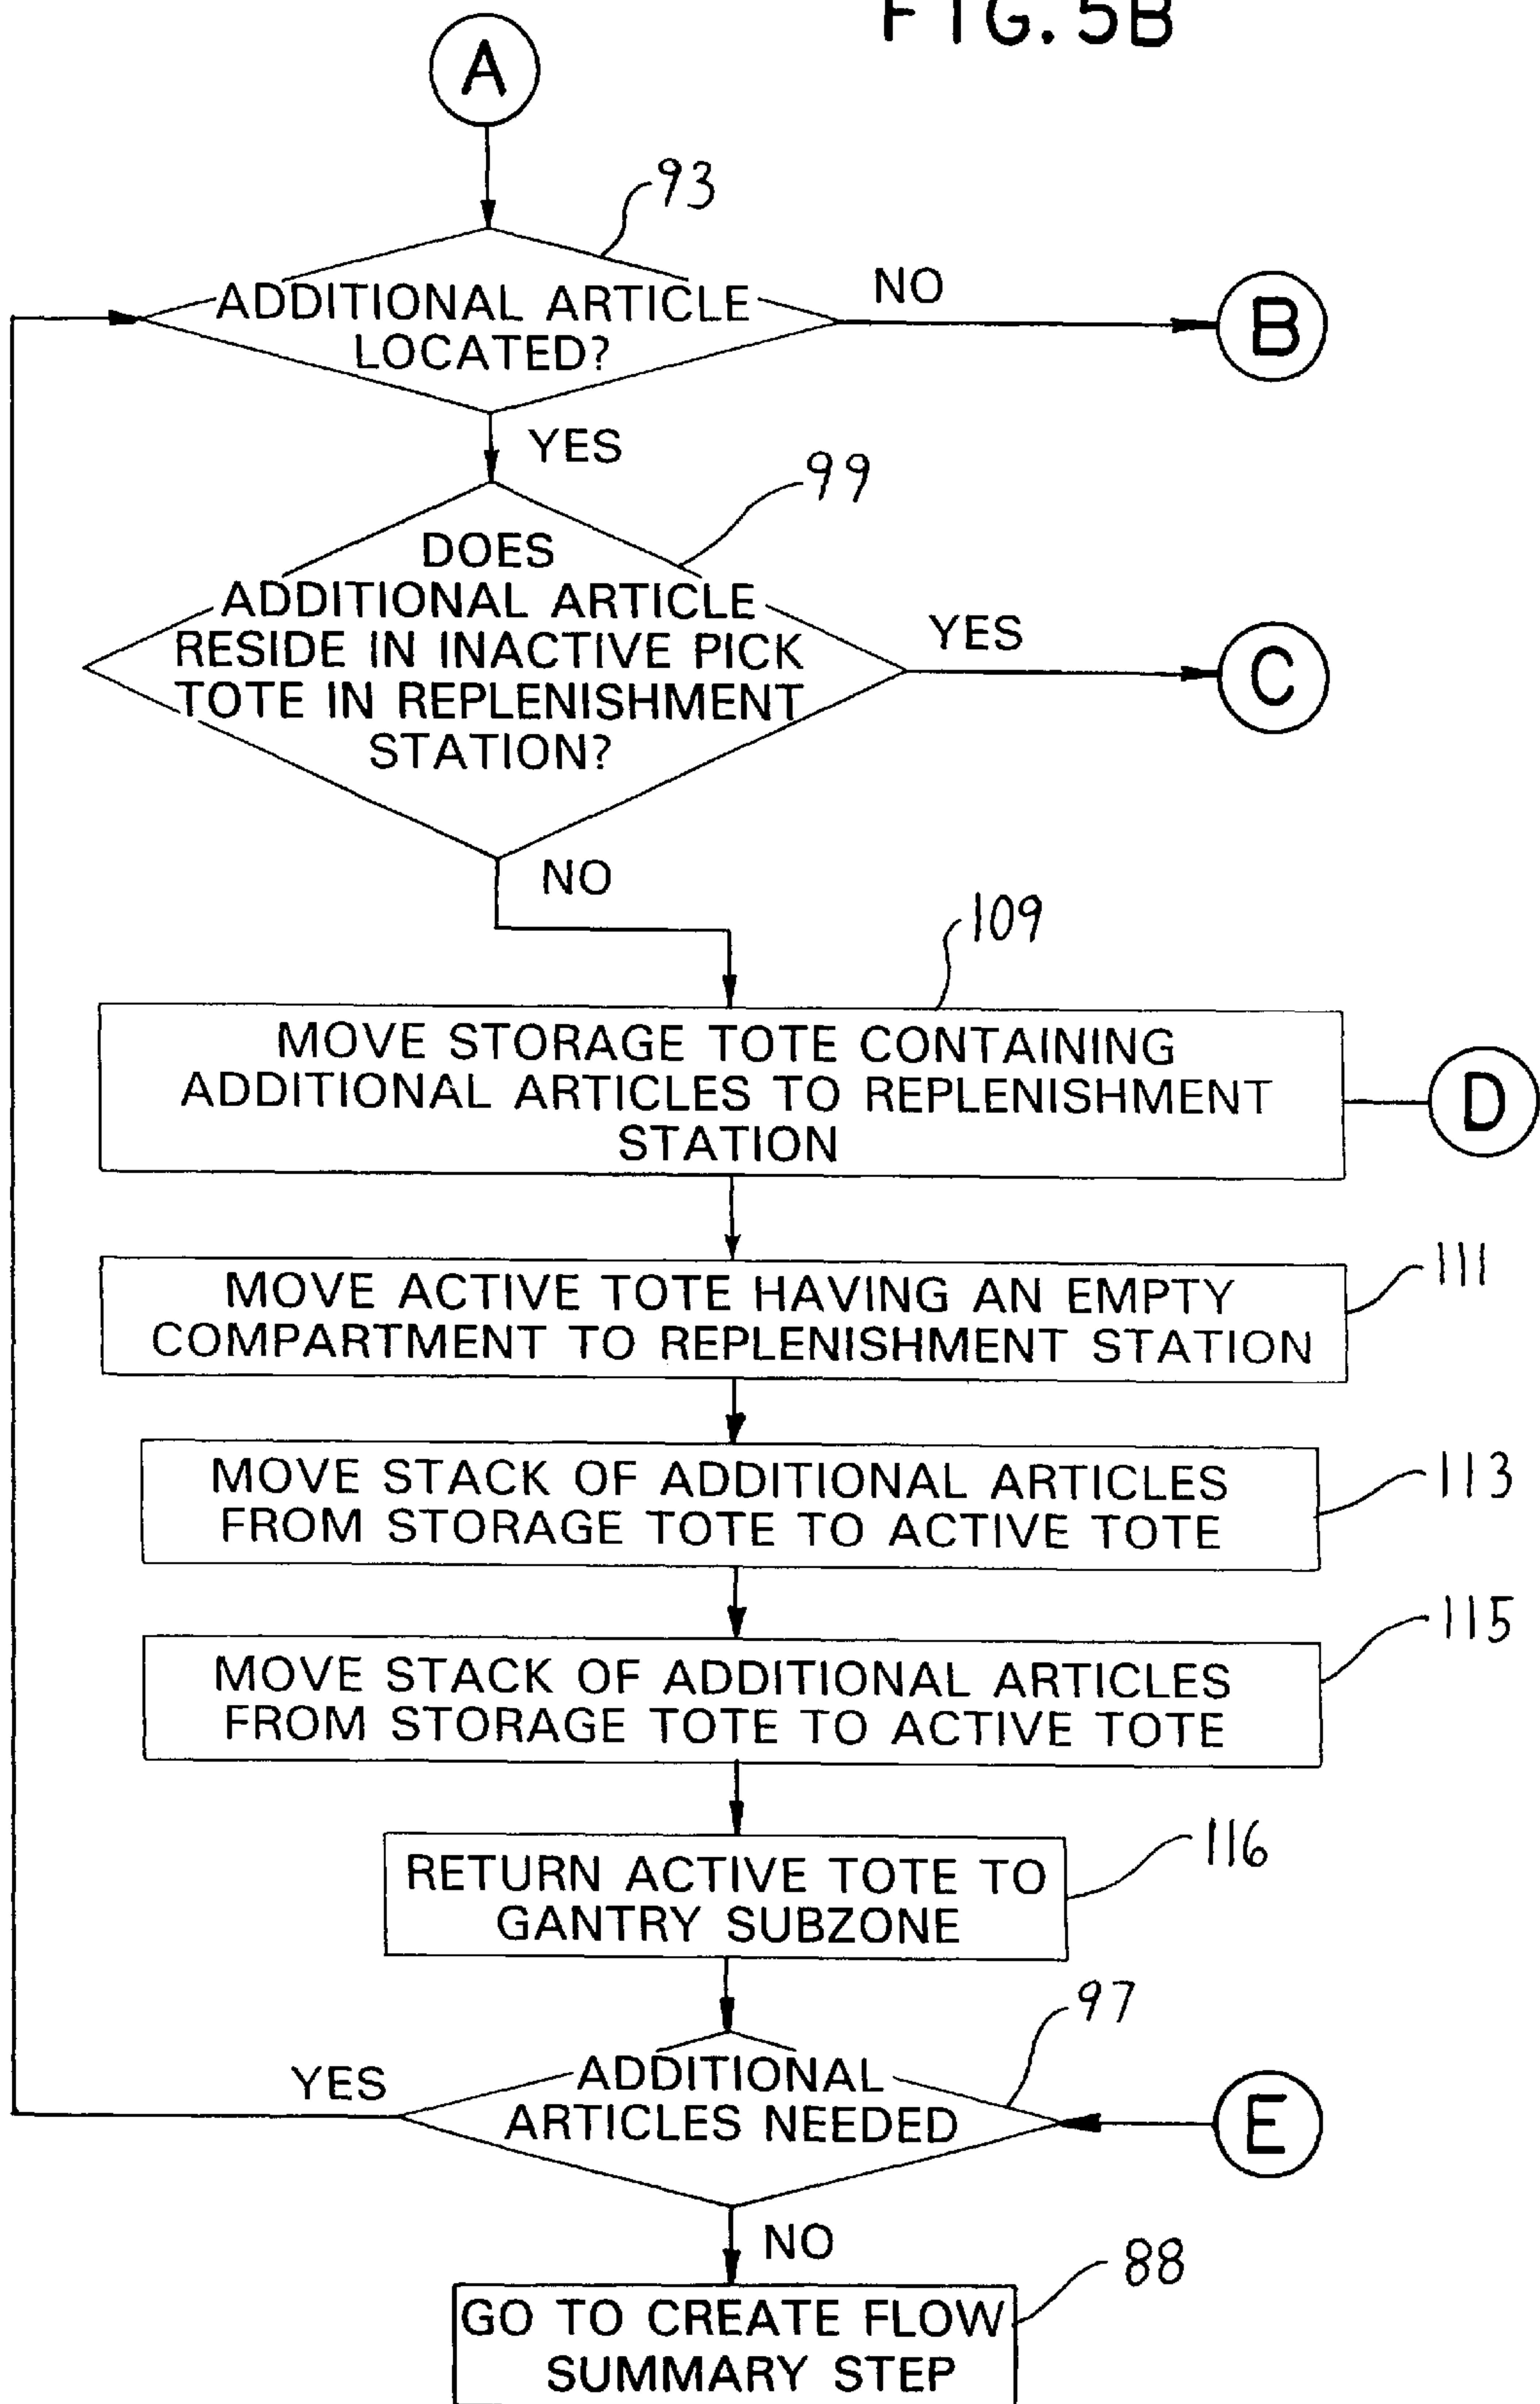 FIG. 5B
A
93
ADDITIONAL ARTICLE
LOCATED?
NO
B
YES
99
DOES
ADDITIONAL ARTICLE
RESIDE IN INACTIVE PICK
TOTE IN REPLENISHMENT
STATION?
YES
C
NO
109
MOVE STORAGE TOTE CONTAINING
ADDITIONAL ARTICLES TO REPLENISHMENT
STATION
D
111
MOVE ACTIVE TOTE HAVING AN EMPTY
COMPARTMENT TO REPLENISHMENT STATION
113
MOVE STACK OF ADDITIONAL ARTICLES
FROM STORAGE TOTE TO ACTIVE TOTE
115
MOVE STACK OF ADDITIONAL ARTICLES
FROM STORAGE TOTE TO ACTIVE TOTE
116
RETURN ACTIVE TOTE TO
GANTRY SUBZONE
97
YES
ADDITIONAL
ARTICLES NEEDED
E
NO
88
GO TO CREATE FLOW
SUMMARY STEP